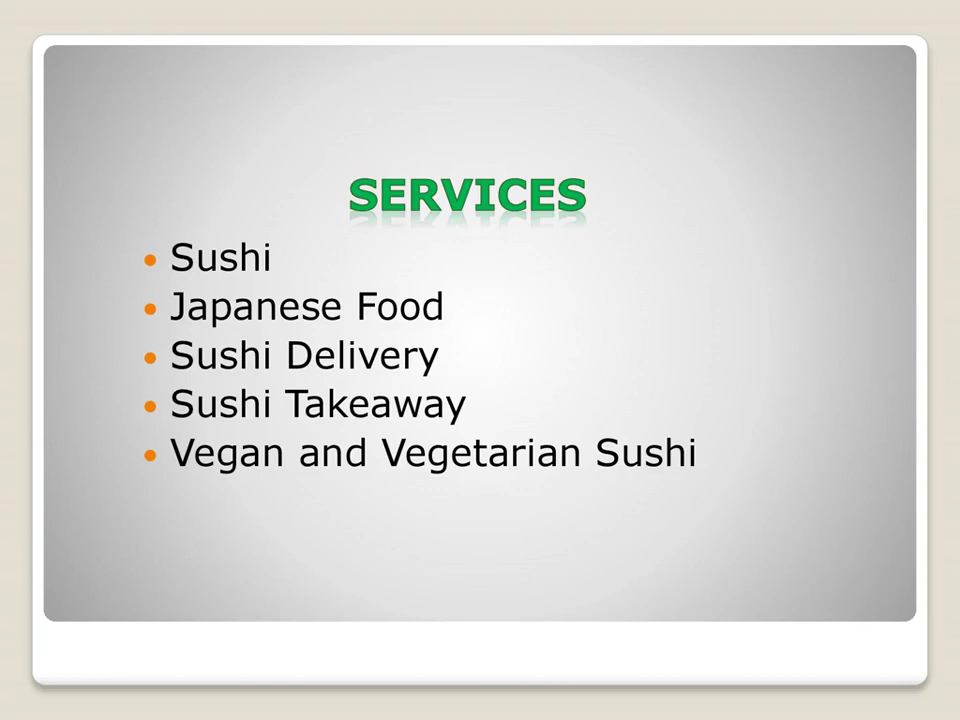 SERVICES
Sushi
Japanese Food
Sushi Delivery
Sushi Takeaway
Vegan and Vegetarian Sushi